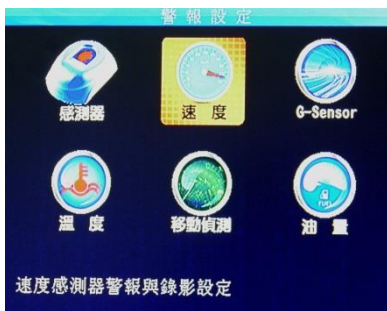 警報設定
感測器
速度
G-Sensor
溫度
移動偵測
油量
FUEL
速度感測器警報與錄影設定